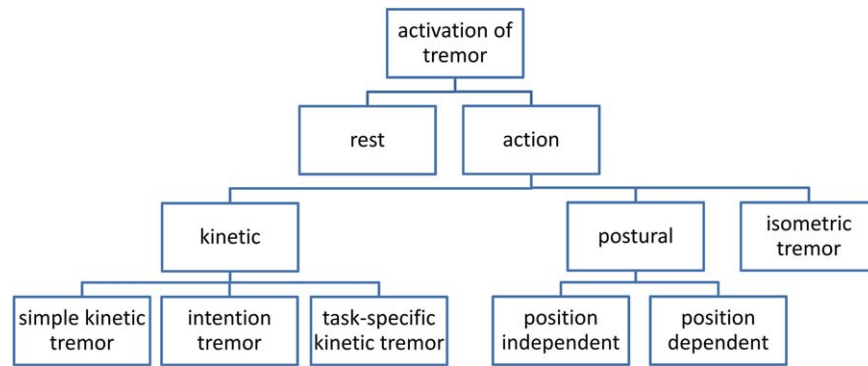 activation of
tremor
rest
action
kinetic
postural
isometric
tremor
simple kinetic
tremor
intention
tremor
task-specific
kinetic tremor
position
independent
position
dependent